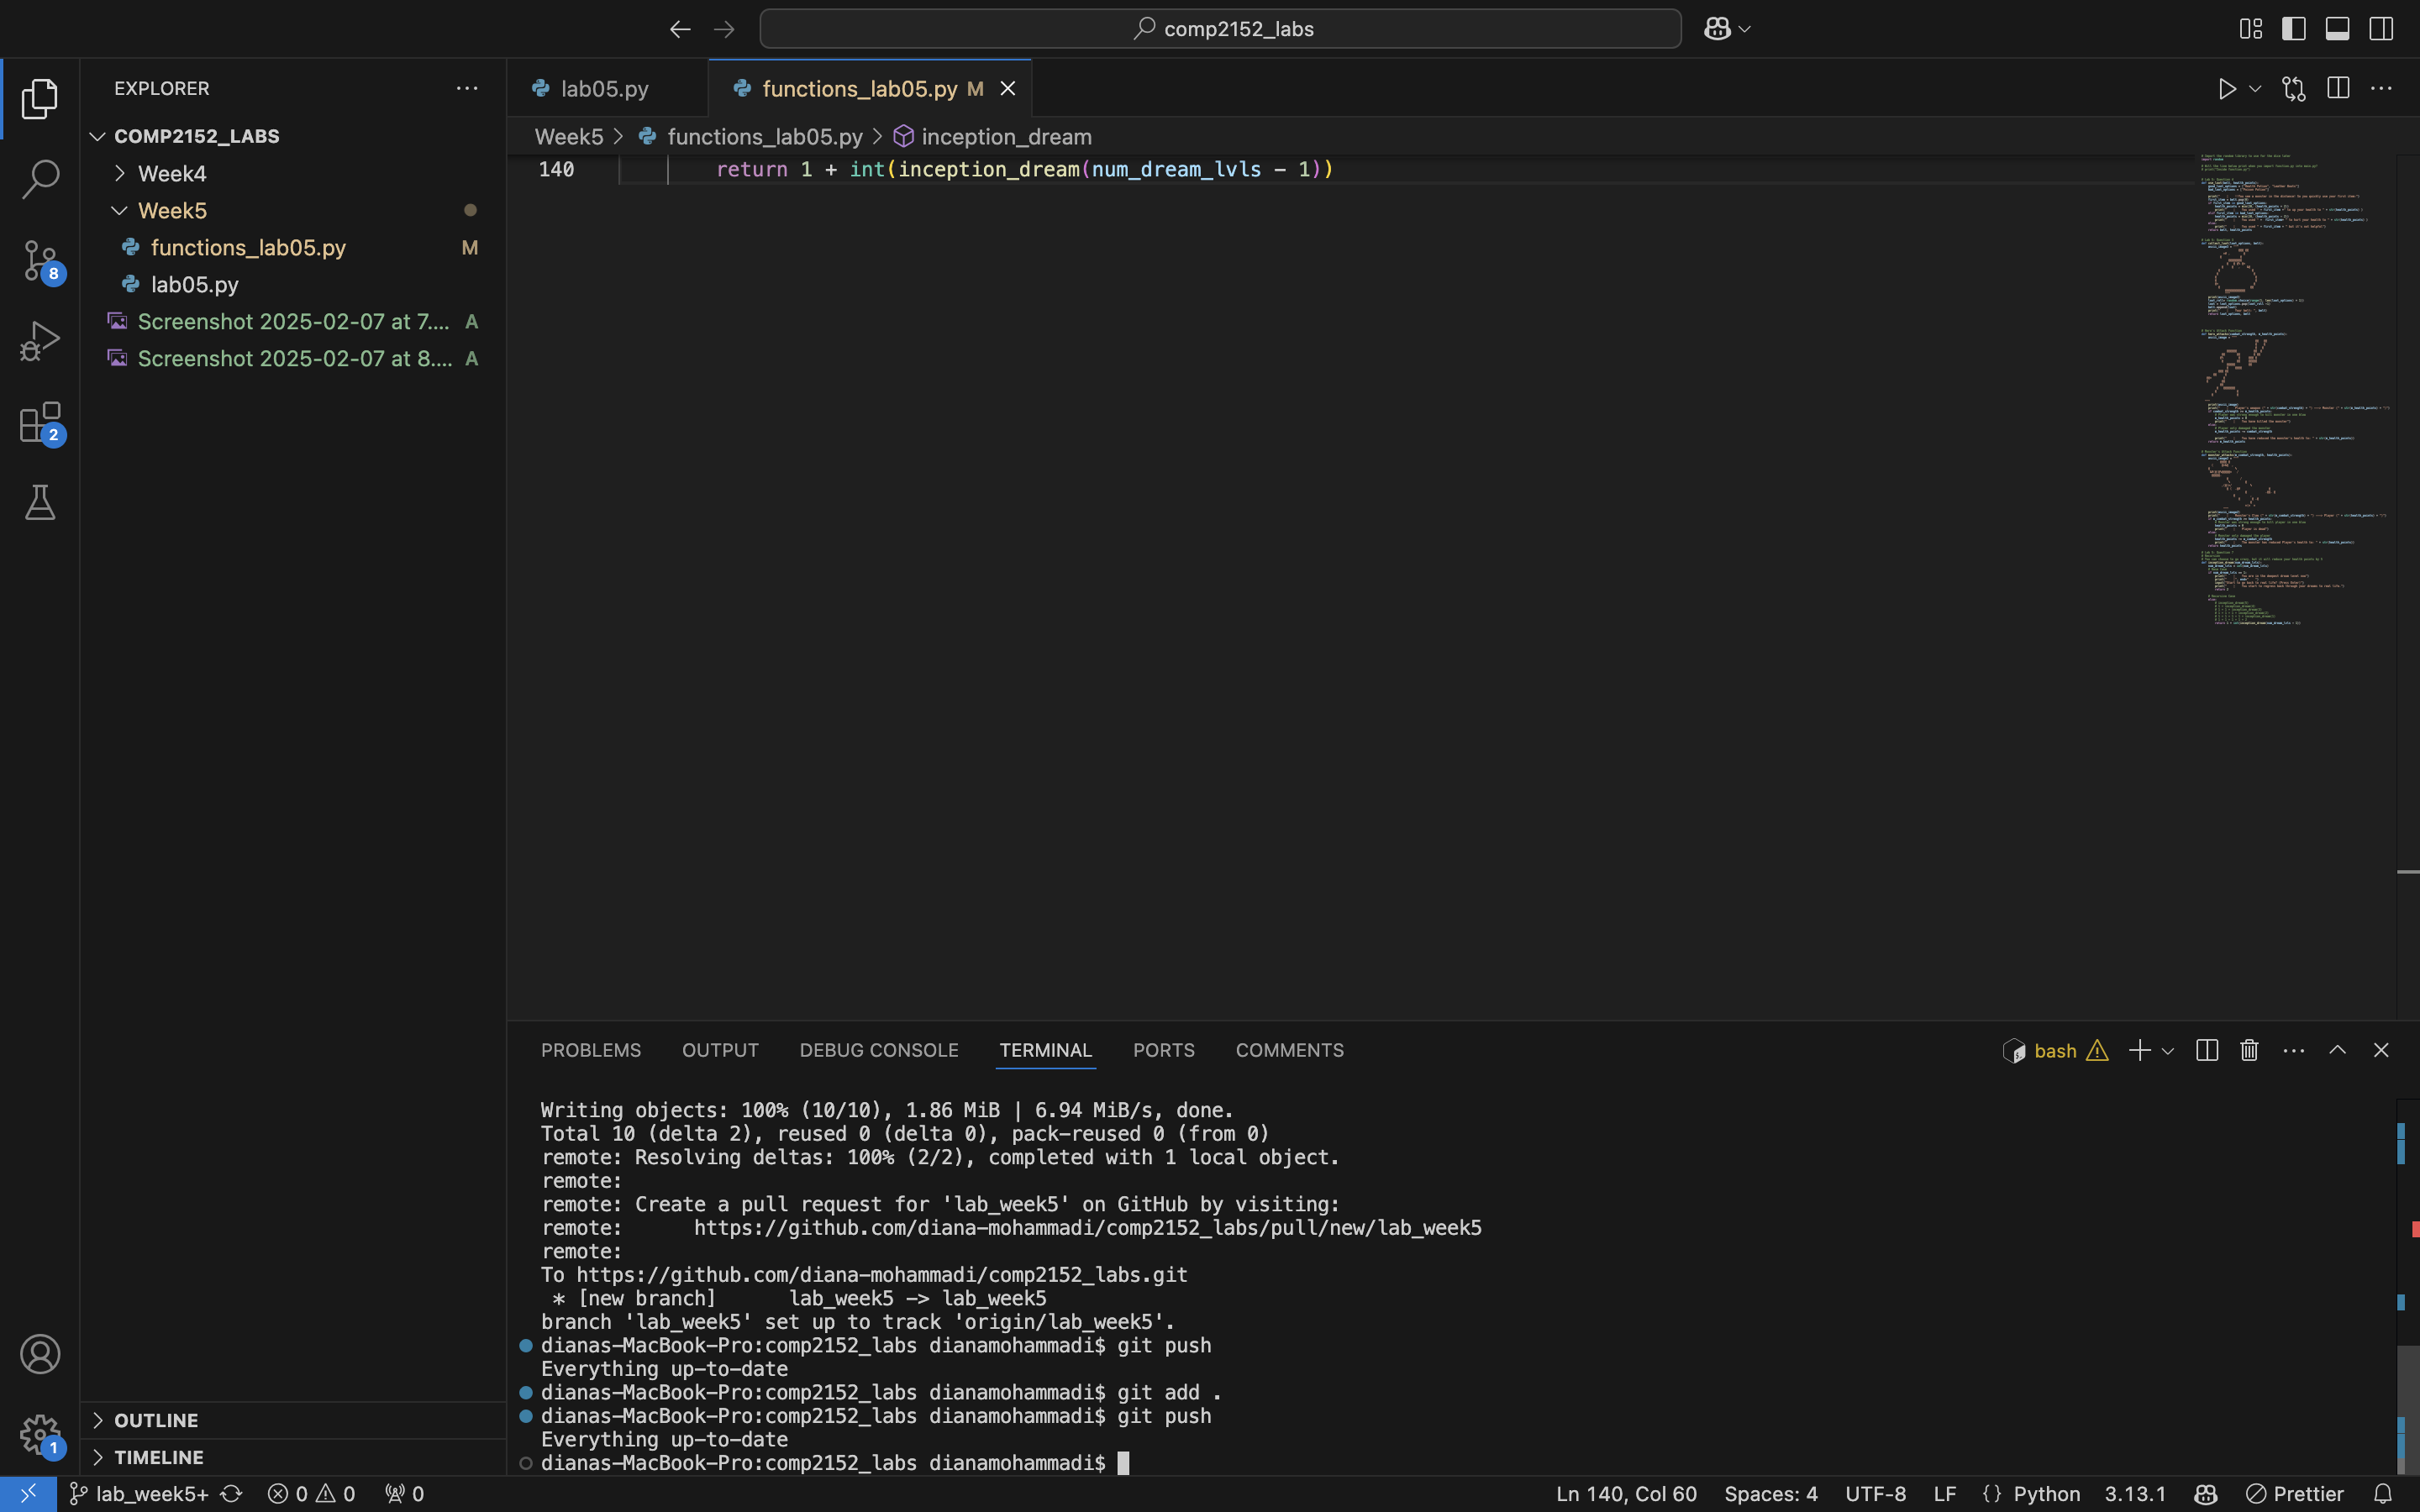 comp2152_labs
EXPLORER
COMP2152_LABS
Week4
Week5
functions_lab05.py M
lab05.py
Screenshot 2025-02-07 at 7.... A
Screenshot 2025-02-07 at 8.... A
8
2
1
OUTLINE
TIMELINE
lab05.py
functions_lab05.py M
Week5 > functions_lab05.py > inception_dream
140 return 1 + int(inception_dream(num_dream_lvls - 1))
PROBLEMS OUTPUT DEBUG CONSOLE TERMINAL PORTS COMMENTS
bash
Writing objects: 100% (10/10), 1.86 MiB | 6.94 MiB/s, done.
Total 10 (delta 2), reused 0 (delta 0), pack-reused 0 (from 0)
remote: Resolving deltas: 100% (2/2), completed with 1 local object.
remote:
remote: Create a pull request for 'lab_week5' on GitHub by visiting:
remote:      https://github.com/diana-mohammadi/comp2152_labs/pull/new/lab_week5
remote:
To https://github.com/diana-mohammadi/comp2152_labs.git
 * [new branch]      lab_week5 -> lab_week5
branch 'lab_week5' set up to track 'origin/lab_week5'.
dianas-MacBook-Pro:comp2152_labs dianamohammadi$ git push
Everything up-to-date
dianas-MacBook-Pro:comp2152_labs dianamohammadi$ git add .
dianas-MacBook-Pro:comp2152_labs dianamohammadi$ git push
Everything up-to-date
dianas-MacBook-Pro:comp2152_labs dianamohammadi$
lab_week5+ 0 0 0 Ln 140, Col 60 Spaces: 4 UTF-8 LF {} Python 3.13.1 Prettier